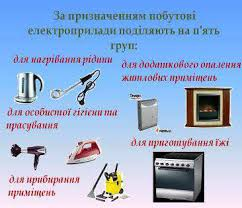 За призначенням побутові
електроприлади поділяють на п'ять
груп:
для нагрівання рідини
для додаткового опалення
житлових приміщень
для особистої гігієни та
прасування
для приготування їжі
для прибирання
приміщень